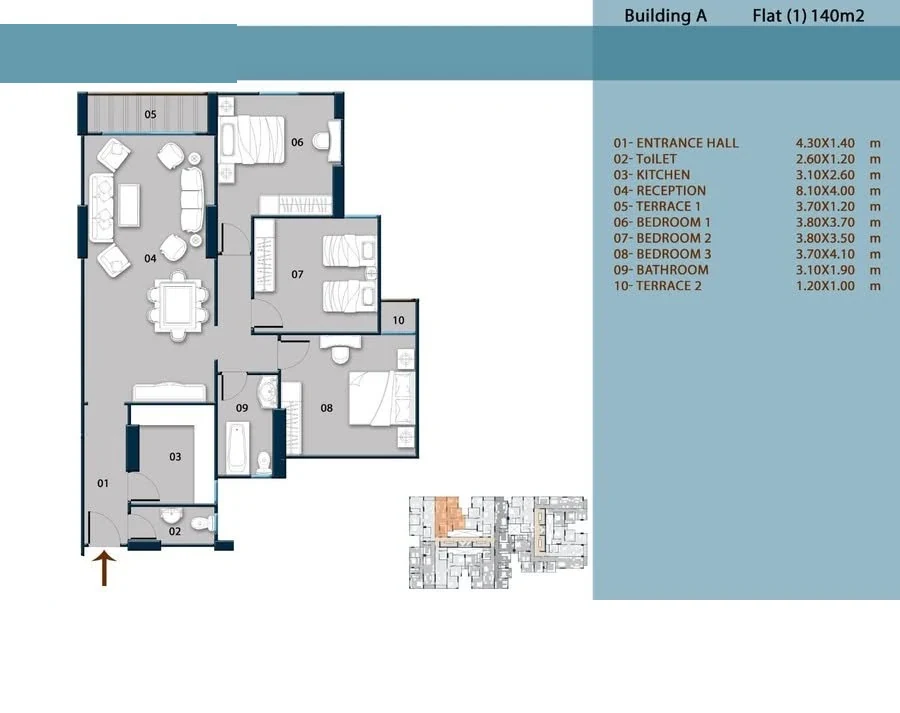 Building A Flat (1) 140m2
01- ENTRANCE HALL 4.30X1.40 m
02- ToILET 2.60X1.20 m
03- KITCHEN 3.10X2.60 m
04- RECEPTION 8.10X4.00 m
05- TERRACE 1 3.70X1.20 m
06- BEDROOM 1 3.80X3.70 m
07- BEDROOM 2 3.80X3.50 m
08- BEDROOM 3 3.70X4.10 m
09- BATHROOM 3.10X1.90 m
10- TERRACE 2 1.20X1.00 m
05
06
04
07
10
09
08
03
01
02